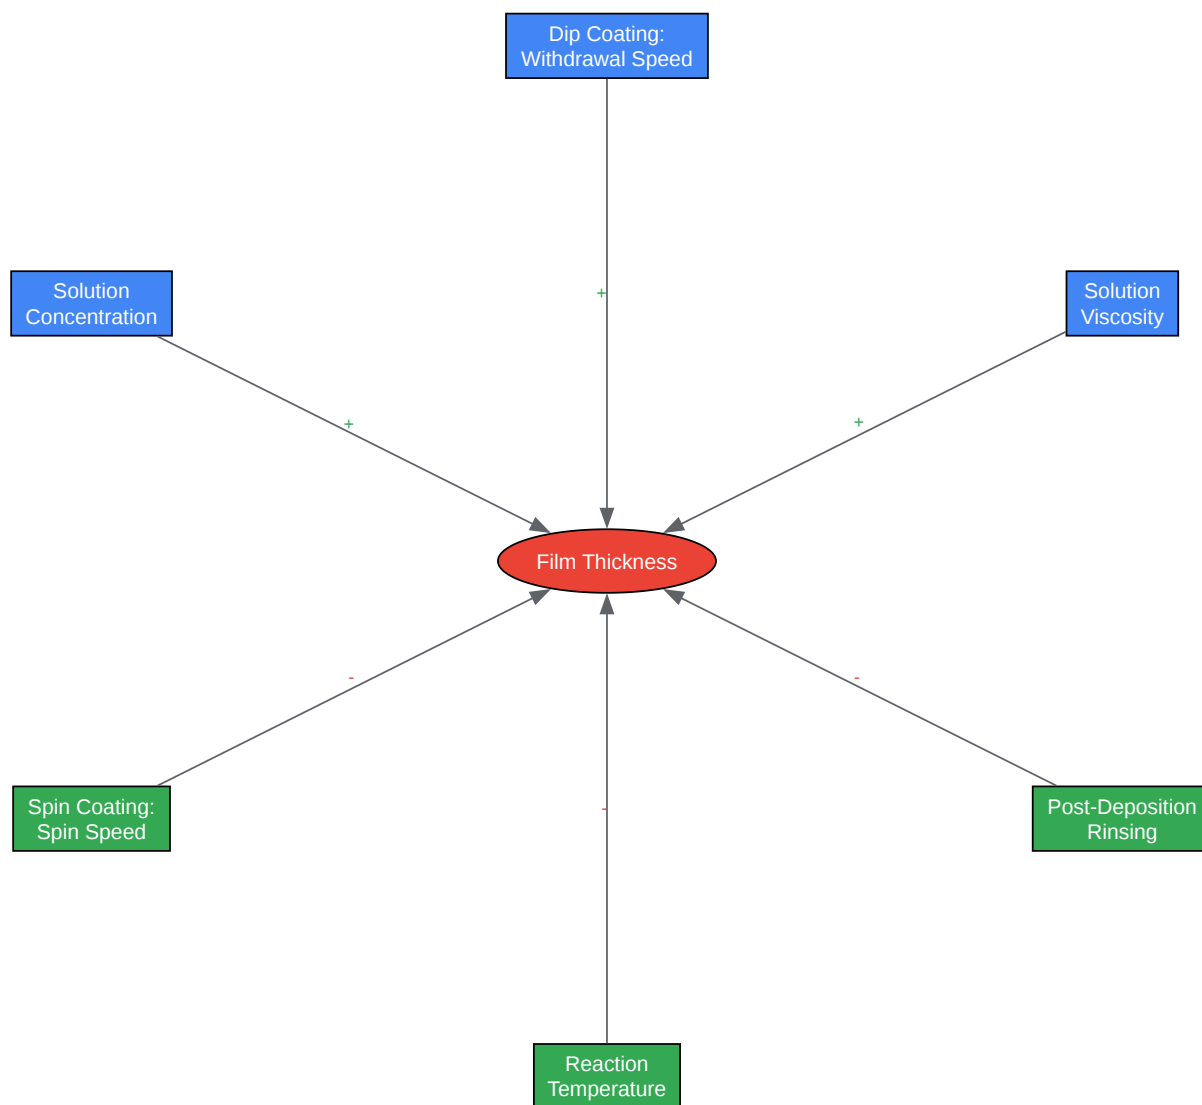 Dip Coating:
Withdrawal Speed
Solution
Concentration
Solution
Viscosity
+
+
+
Film Thickness
-
-
-
Spin Coating:
Spin Speed
Post-Deposition
Rinsing
Reaction
Temperature